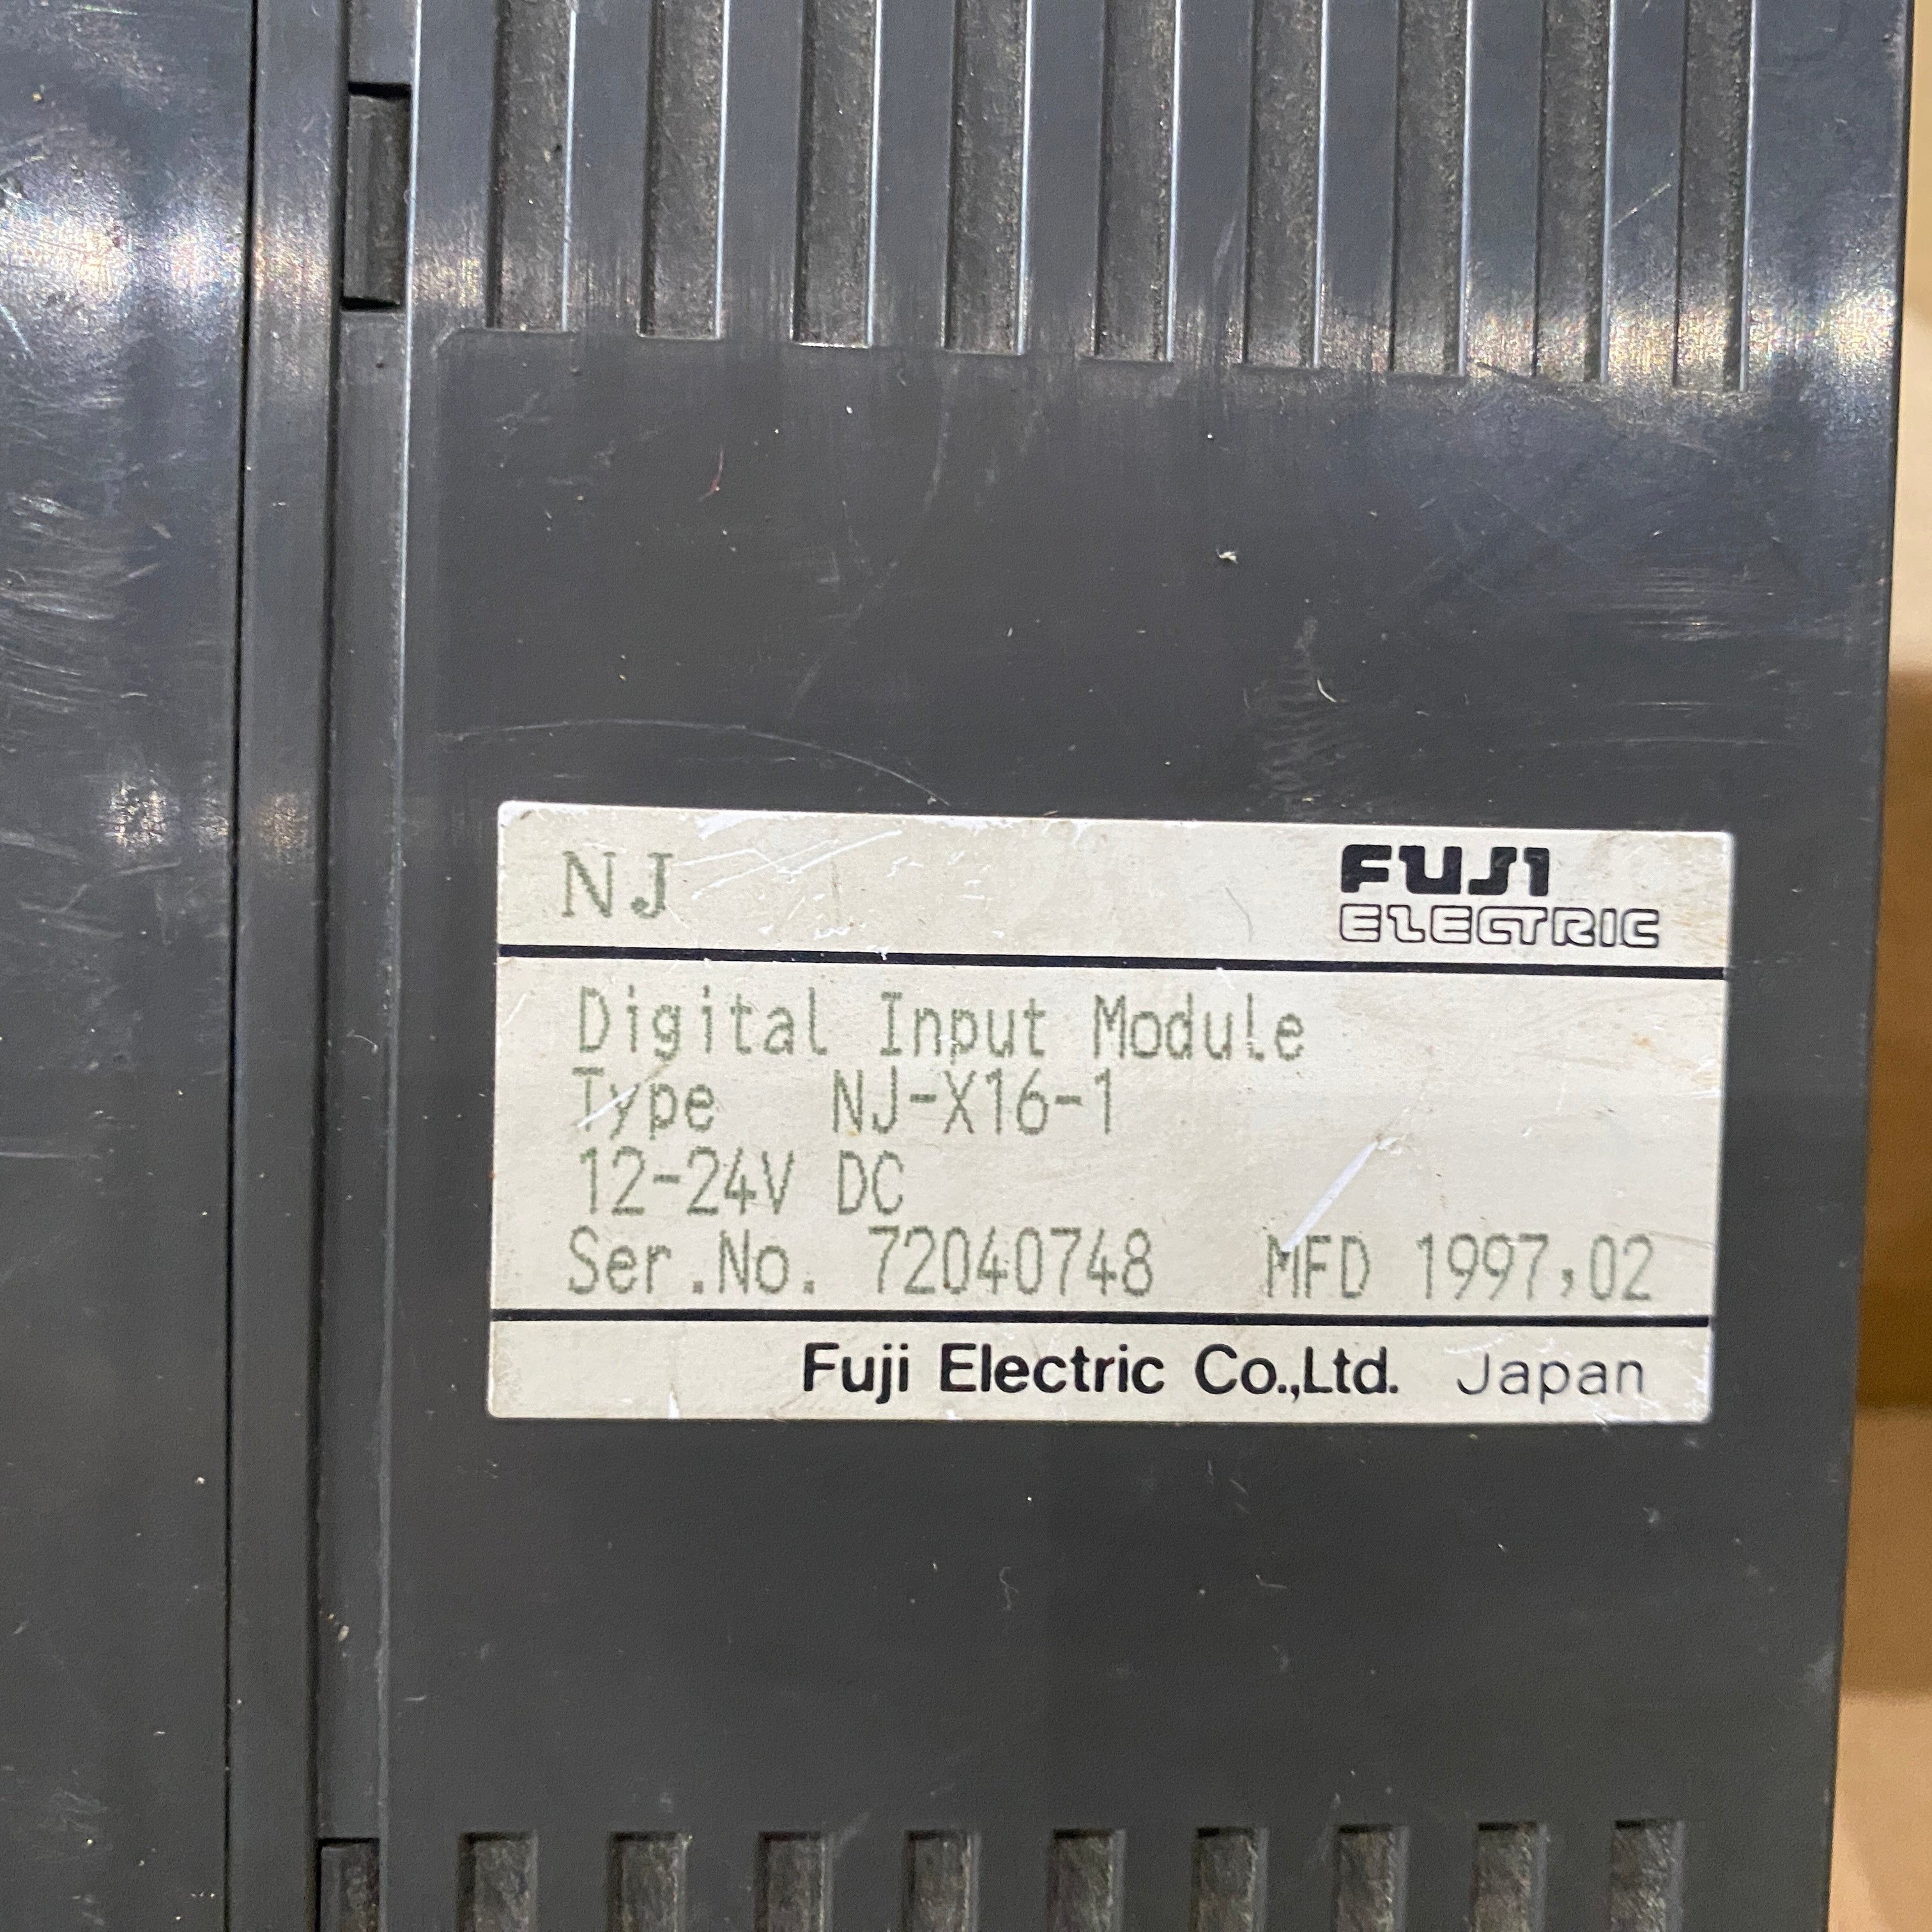 NJ
FUJI
ELECTRIC
Digital Input Module
Type NJ-X16-1
12-24V DC
Ser.No. 72040748 MFD 1997,02
Fuji Electric Co.,Ltd. Japan